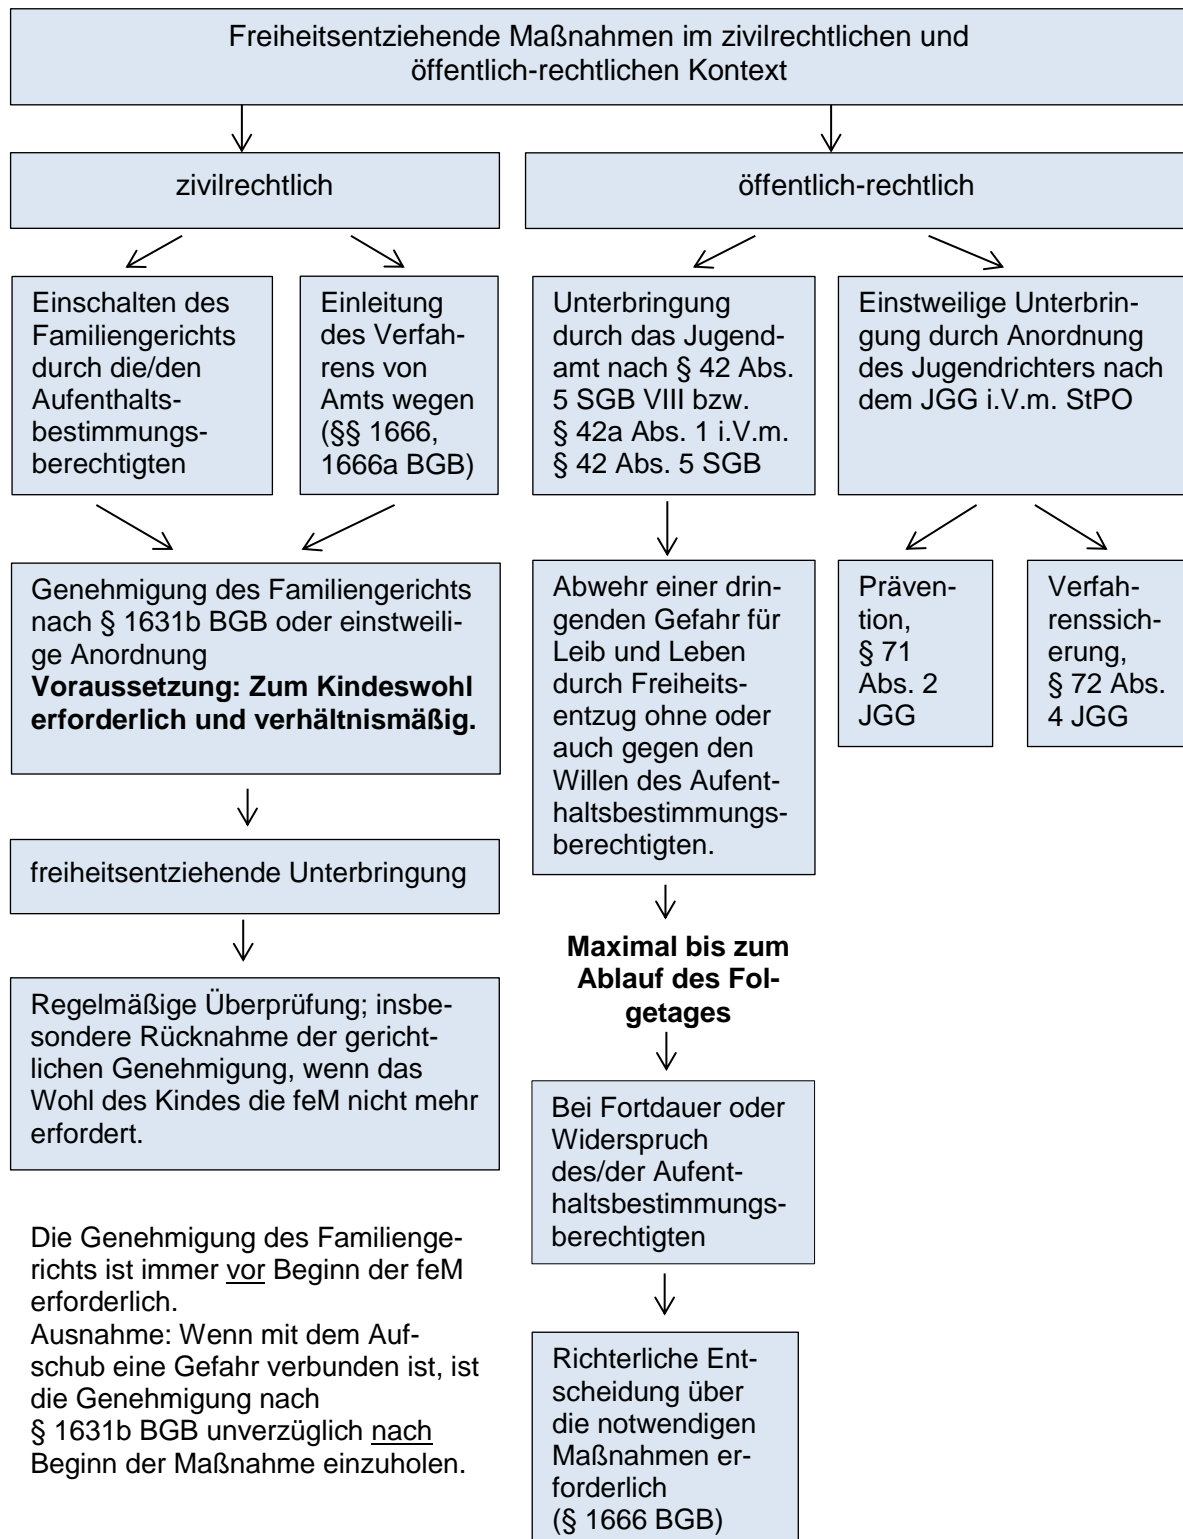 Freiheitsentziehende Maßnahmen im zivilrechtlichen und
öffentlich-rechtlichen Kontext
zivilrechtlich
öffentlich-rechtlich
Einschalten des
Familiengerichts
durch die/den
Aufenthalts-
bestimmungs-
berechtigten
Einleitung
des Verfah-
rens von
Amts wegen
(§§ 1666,
1666a BGB)
Unterbringung
durch das Jugend-
amt nach § 42 Abs.
5 SGB VIII bzw.
§ 42a Abs. 1 i.V.m.
§ 42 Abs. 5 SGB
Einstweilige Unterbrin-
gung durch Anordnung
des Jugendrichters nach
dem JGG i.V.m. StPO
Genehmigung des Familiengerichts
nach § 1631b BGB oder einstweili-
ge Anordnung
Voraussetzung: Zum Kindeswohl
erforderlich und verhältnismäßig.
Abwehr einer drin-
genden Gefahr für
Leib und Leben
durch Freiheits-
entzug ohne oder
auch gegen den
Willen des Aufent-
haltsbestimmungs-
berechtigten.
Präven-
tion,
§ 71
Abs. 2
JGG
Verfah-
renssich-
erung,
§ 72 Abs.
4 JGG
freiheitsentziehende Unterbringung
Maximal bis zum
Ablauf des Fol-
getages
Regelmäßige Überprüfung; insbe-
sondere Rücknahme der gericht-
lichen Genehmigung, wenn das
Wohl des Kindes die feM nicht mehr
erfordert.
Bei Fortdauer oder
Widerspruch
des/der Aufent-
haltsbestimmungs-
berechtigten
Die Genehmigung des Familienge-
richts ist immer vor Beginn der feM
erforderlich.
Ausnahme: Wenn mit dem Auf-
schub eine Gefahr verbunden ist, ist
die Genehmigung nach
§ 1631b BGB unverzüglich nach
Beginn der Maßnahme einzuholen.
Richterliche Ent-
scheidung über
die notwendigen
Maßnahmen er-
forderlich
(§ 1666 BGB)